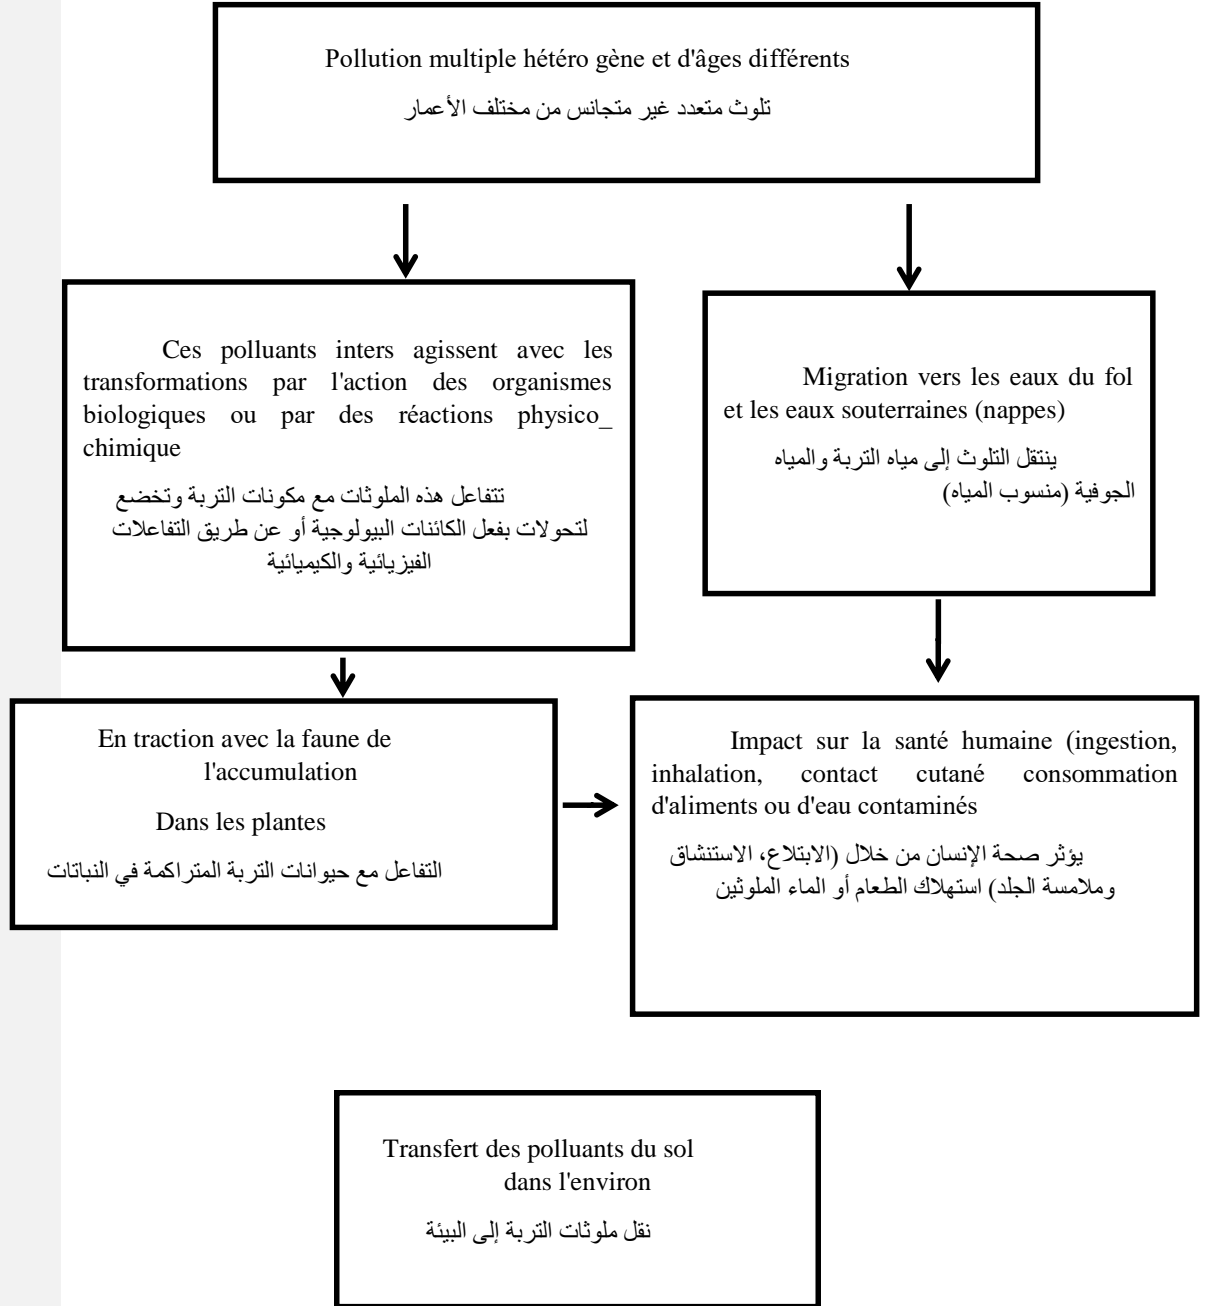 Pollution multiple hétéro gène et d'âges différents
تلوث متعدد غير متجانس من مختلف الأعمار
Ces polluants inters agissent avec les
transformations par l'action des organismes
biologiques ou par des réactions physico_
chimique
تتفاعل هذه الملوثات مع مكونات التربة وتخضع
لتحولات بفعل الكائنات البيولوجية أو عن طريق التفاعلات
الفيزيائية والكيميائية
Migration vers les eaux du fol
et les eaux souterraines (nappes)
ينتقل التلوث إلى مياه التربة والمياه
الجوفية (منسوب المياه)
En traction avec la faune de
l'accumulation
Dans les plantes
التفاعل مع حيوانات التربة المتراكمة في النباتات
Impact sur la santé humaine (ingestion,
inhalation, contact cutané consommation
d'aliments ou d'eau contaminés
يؤثر صحة الإنسان من خلال (الابتلاع، الاستنشاق
وملامسة الجلد) استهلاك الطعام أو الماء الملوثين
Transfert des polluants du sol
dans l'environ
نقل ملوثات التربة إلى البيئة